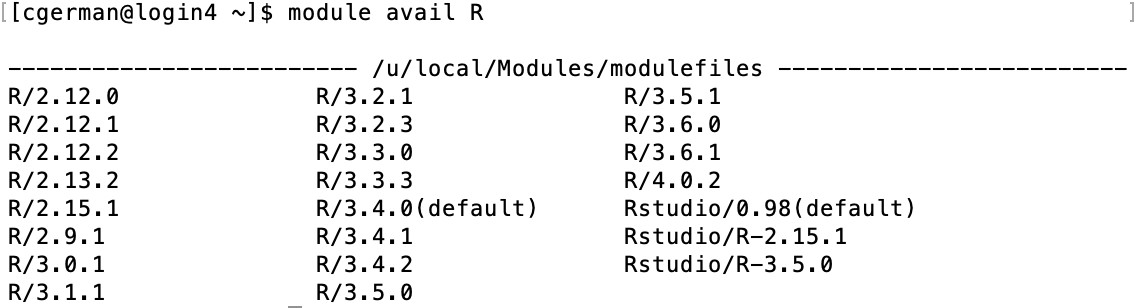 [[cgerman@login4 ~]$ module avail R ]
------------------------- /u/local/Modules/modulefiles -------------------------
R/2.12.0 R/3.2.1 R/3.5.1
R/2.12.1 R/3.2.3 R/3.6.0
R/2.12.2 R/3.3.0 R/3.6.1
R/2.13.2 R/3.3.3 R/4.0.2
R/2.15.1 R/3.4.0(default) Rstudio/0.98(default)
R/2.9.1 R/3.4.1 Rstudio/R-2.15.1
R/3.0.1 R/3.4.2 Rstudio/R-3.5.0
R/3.1.1 R/3.5.0